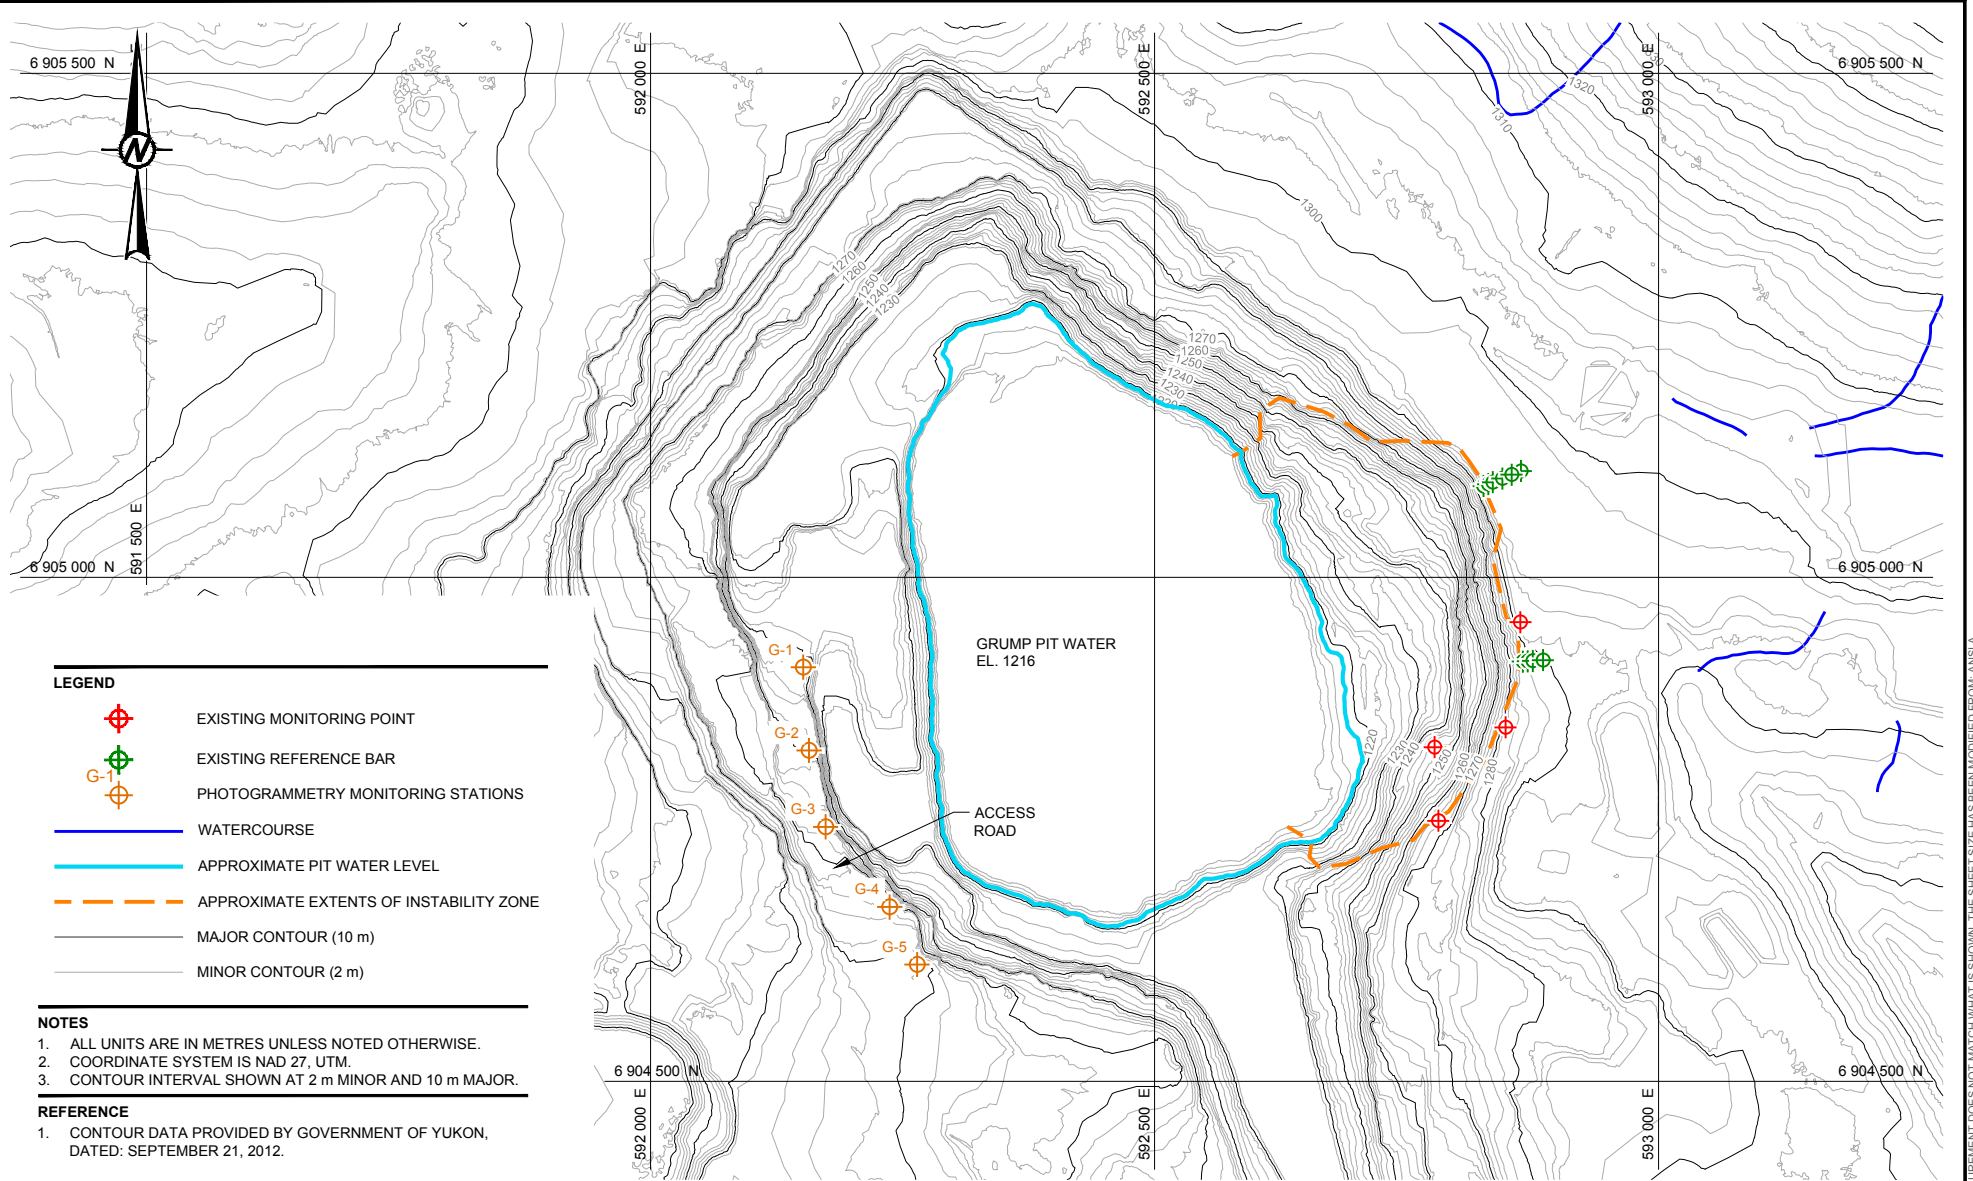 6 905 500 N
592 000 E
592 500 E
593 000 E
6 905 500 N
N
1320
1310
1300
1270
1260
1250
1240
1230
1270
1260
1250
1240
1230
1220
591 500 E
6 905 000 N
6 905 000 N
GRUMP PIT WATER
EL. 1216
G-1
G-2
G-3
G-4
G-5
ACCESS
ROAD
1220
1230
1240
1250
1260
1270
1280
LEGEND
EXISTING MONITORING POINT
EXISTING REFERENCE BAR
G-1
PHOTOGRAMMETRY MONITORING STATIONS
WATERCOURSE
APPROXIMATE PIT WATER LEVEL
APPROXIMATE EXTENTS OF INSTABILITY ZONE
MAJOR CONTOUR (10 m)
MINOR CONTOUR (2 m)
NOTES
1. ALL UNITS ARE IN METRES UNLESS NOTED OTHERWISE.
2. COORDINATE SYSTEM IS NAD 27, UTM.
3. CONTOUR INTERVAL SHOWN AT 2 m MINOR AND 10 m MAJOR.
REFERENCE
1. CONTOUR DATA PROVIDED BY GOVERNMENT OF YUKON,
DATED: SEPTEMBER 21, 2012.
6 904 500 N
6 904 500 N
592 000 E
592 500 E
593 000 E